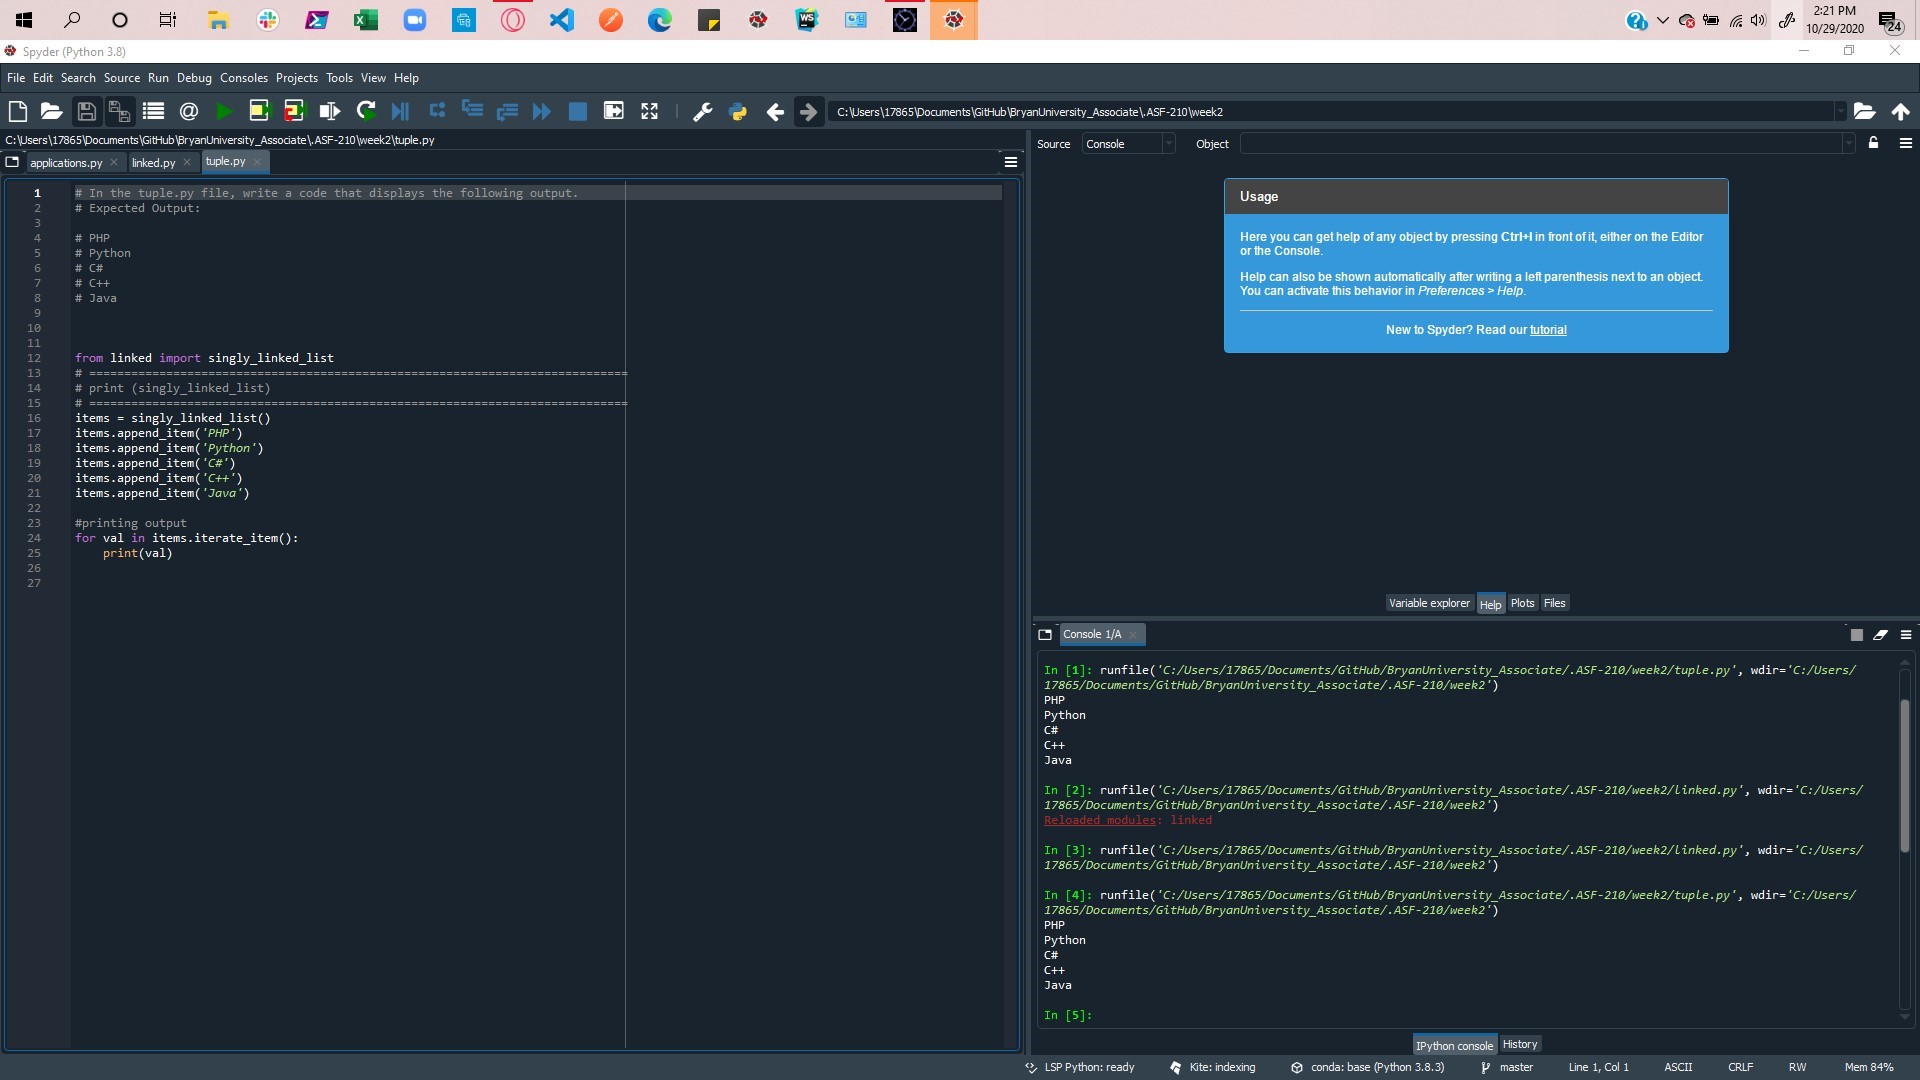 2:21 PM
10/29/2020
24
Spyder (Python 3.8)
File Edit Search Source Run Debug Consoles Projects Tools View Help
C:\Users\17865\Documents\GitHub\BryanUniversity_Associate\.ASF-210\week2
C:\Users\17865\Documents\GitHub\BryanUniversity_Associate\.ASF-210\week2\tuple.py
applications.py linked.py tuple.py
1 # In the tuple.py file, write a code that displays the following output.
2 # Expected Output:
3
4 # PHP
5 # Python
6 # C#
7 # C++
8 # Java
9
10
11
12 from linked import singly_linked_list
13 # =============================================================================
14 # print (singly_linked_list)
15 # =============================================================================
16 items = singly_linked_list()
17 items.append_item('PHP')
18 items.append_item('Python')
19 items.append_item('C#')
20 items.append_item('C++')
21 items.append_item('Java')
22
23 #printing output
24 for val in items.iterate_item():
25     print(val)
26
27
Source Console Object
Usage
Here you can get help of any object by pressing Ctrl+I in front of it, either on the Editor
or the Console.
Help can also be shown automatically after writing a left parenthesis next to an object.
You can activate this behavior in Preferences > Help.
New to Spyder? Read our tutorial
Variable explorer Help Plots Files
Console 1/A
In [1]: runfile('C:/Users/17865/Documents/GitHub/BryanUniversity_Associate/.ASF-210/week2/tuple.py', wdir='C:/Users/
17865/Documents/GitHub/BryanUniversity_Associate/.ASF-210/week2')
PHP
Python
C#
C++
Java
In [2]: runfile('C:/Users/17865/Documents/GitHub/BryanUniversity_Associate/.ASF-210/week2/linked.py', wdir='C:/Users/
17865/Documents/GitHub/BryanUniversity_Associate/.ASF-210/week2')
Reloaded modules: linked
In [3]: runfile('C:/Users/17865/Documents/GitHub/BryanUniversity_Associate/.ASF-210/week2/linked.py', wdir='C:/Users/
17865/Documents/GitHub/BryanUniversity_Associate/.ASF-210/week2')
In [4]: runfile('C:/Users/17865/Documents/GitHub/BryanUniversity_Associate/.ASF-210/week2/tuple.py', wdir='C:/Users/
17865/Documents/GitHub/BryanUniversity_Associate/.ASF-210/week2')
PHP
Python
C#
C++
Java
In [5]:
IPython console History
LSP Python: ready Kite: indexing conda: base (Python 3.8.3) master Line 1, Col 1 ASCII CRLF RW Mem 84%